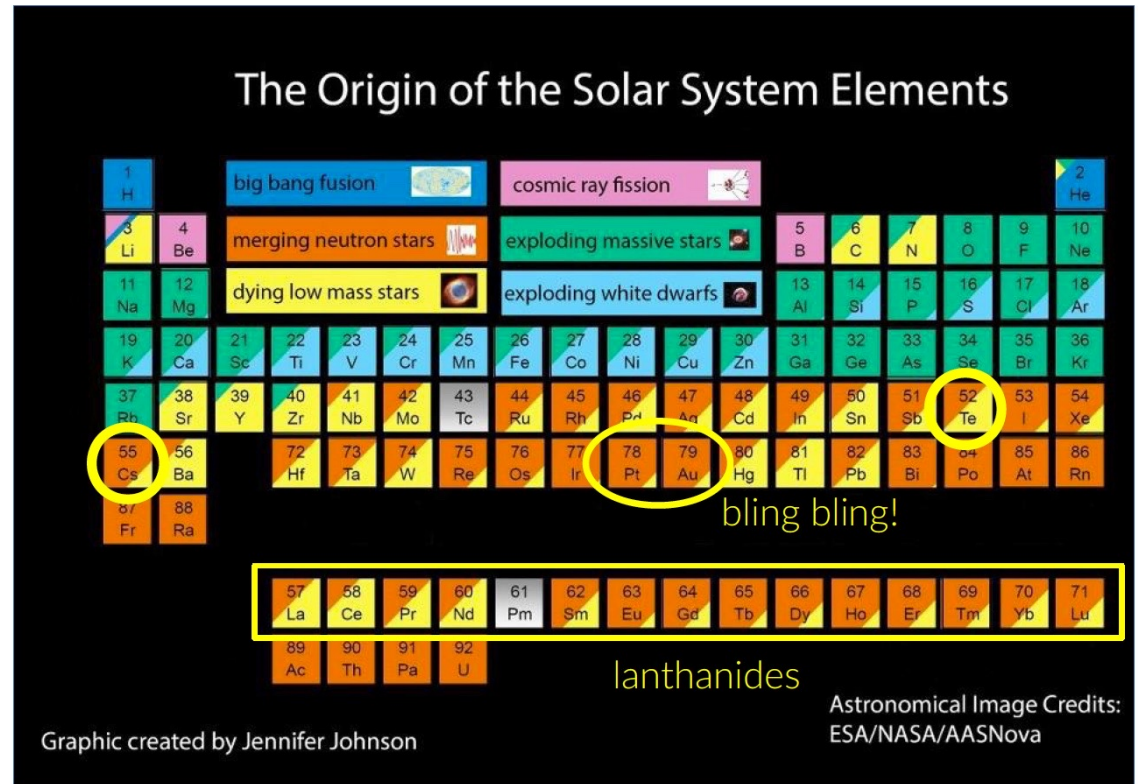 The Origin of the Solar System Elements
1 H
big bang fusion
cosmic ray fission
2 He
3 Li
4 Be
merging neutron stars
exploding massive stars
5 B
6 C
7 N
8 O
9 F
10 Ne
11 Na
12 Mg
dying low mass stars
exploding white dwarfs
13 Al
14 Si
15 P
16 S
17 Cl
18 Ar
19 K
20 Ca
21 Sc
22 Ti
23 V
24 Cr
25 Mn
26 Fe
27 Co
28 Ni
29 Cu
30 Zn
31 Ga
32 Ge
33 As
34 Se
35 Br
36 Kr
37 Rb
38 Sr
39 Y
40 Zr
41 Nb
42 Mo
43 Tc
44 Ru
45 Rh
46 Pd
47 Ag
48 Cd
49 In
50 Sn
51 Sb
52 Te
53 I
54 Xe
55 Cs
56 Ba
72 Hf
73 Ta
74 W
75 Re
76 Os
77 Ir
78 Pt
79 Au
80 Hg
81 Tl
82 Pb
83 Bi
84 Po
85 At
86 Rn
bling bling!
87 Fr
88 Ra
57 La
58 Ce
59 Pr
60 Nd
61 Pm
62 Sm
63 Eu
64 Gd
65 Tb
66 Dy
67 Ho
68 Er
69 Tm
70 Yb
71 Lu
89 Ac
90 Th
91 Pa
92 U
lanthanides
Graphic created by Jennifer Johnson
Astronomical Image Credits:
ESA/NASA/AASNova